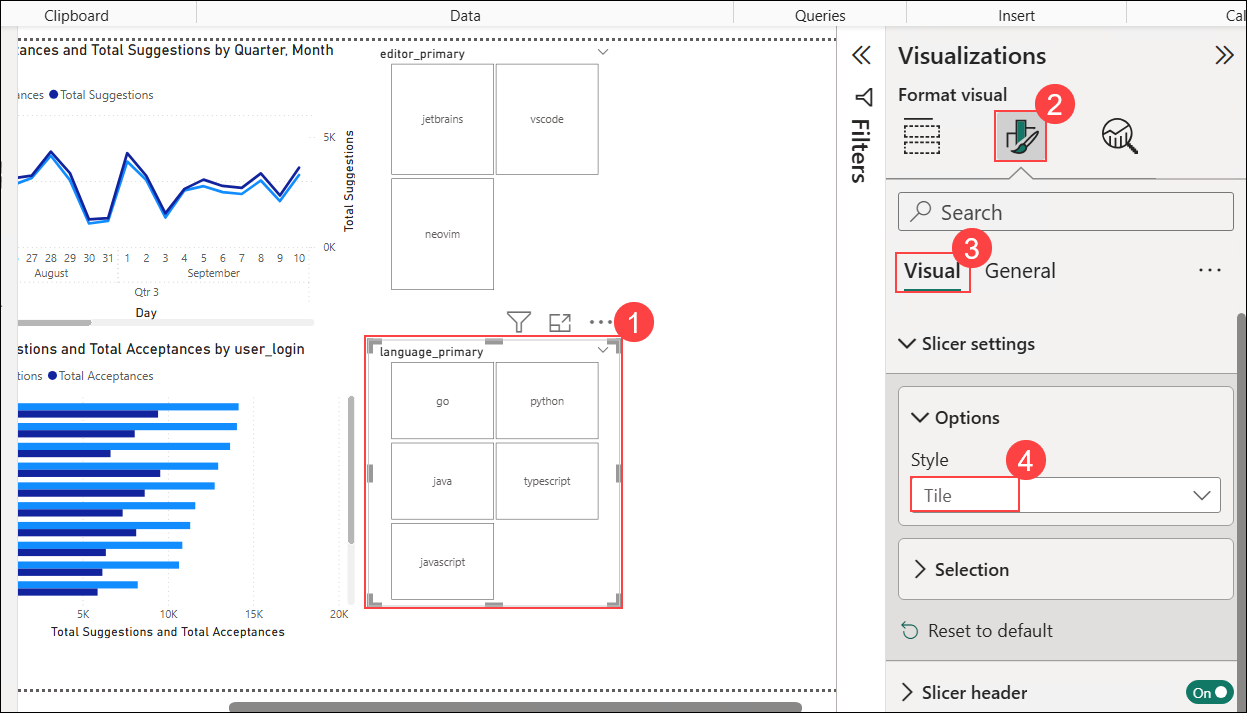 Clipboard
Data
Queries
Insert
Cal
ances and Total Suggestions by Quarter, Month
ances Total Suggestions
5K
0K
Total Suggestions
27 28 29 30 31 1 2 3 4 5 6 7 8 9 10
August September
Qtr 3
Day
stions and Total Acceptances by user_login
tions Total Acceptances
5K 10K 15K 20K
Total Suggestions and Total Acceptances
editor_primary
jetbrains
vscode
neovim
1
language_primary
go
python
java
typescript
javascript
Filters
Visualizations
Format visual
2
Search
3
Visual General
Slicer settings
Options
Style
4
Tile
Selection
Reset to default
Slicer header
On